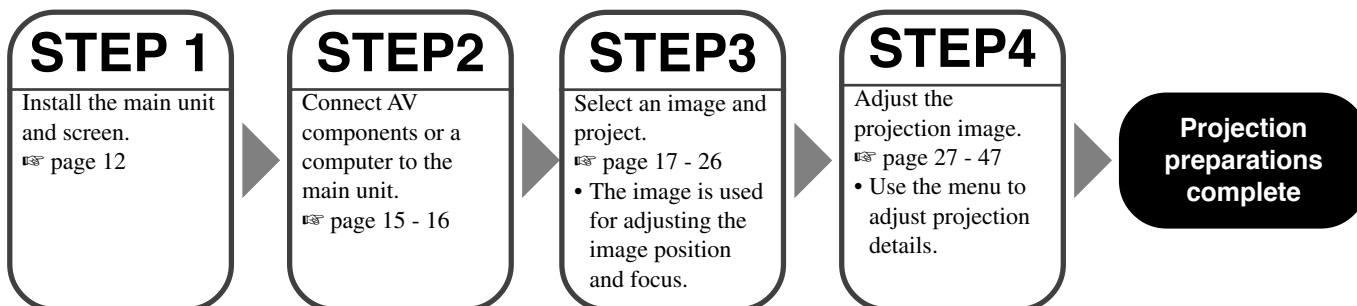 STEP 1
Install the main unit
and screen.
☞ page 12
STEP2
Connect AV
components or a
computer to the
main unit.
☞ page 15 - 16
STEP3
Select an image and
project.
☞ page 17 - 26
• The image is used
for adjusting the
image position
and focus.
STEP4
Adjust the
projection image.
☞ page 27 - 47
• Use the menu to
adjust projection
details.
Projection
preparations
complete